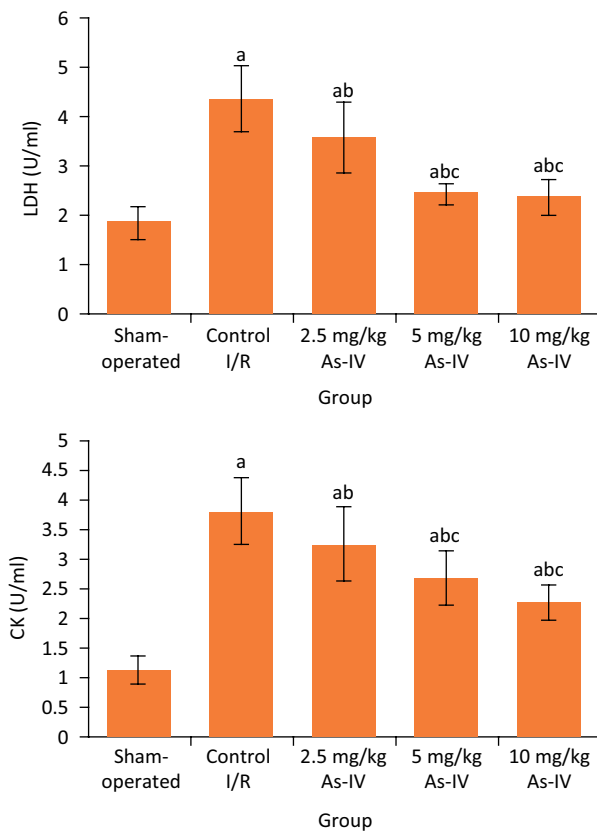 6
5
4
3
2
1
0
LDH (U/ml)
a
ab
abc
abc
Sham- Control 2.5 mg/kg 5 mg/kg 10 mg/kg
operated I/R As-IV As-IV As-IV
Group
5
4.5
4
3.5
3
2.5
2
1.5
1
0.5
0
CK (U/ml)
a
ab
abc
abc
Sham- Control 2.5 mg/kg 5 mg/kg 10 mg/kg
operated I/R As-IV As-IV As-IV
Group